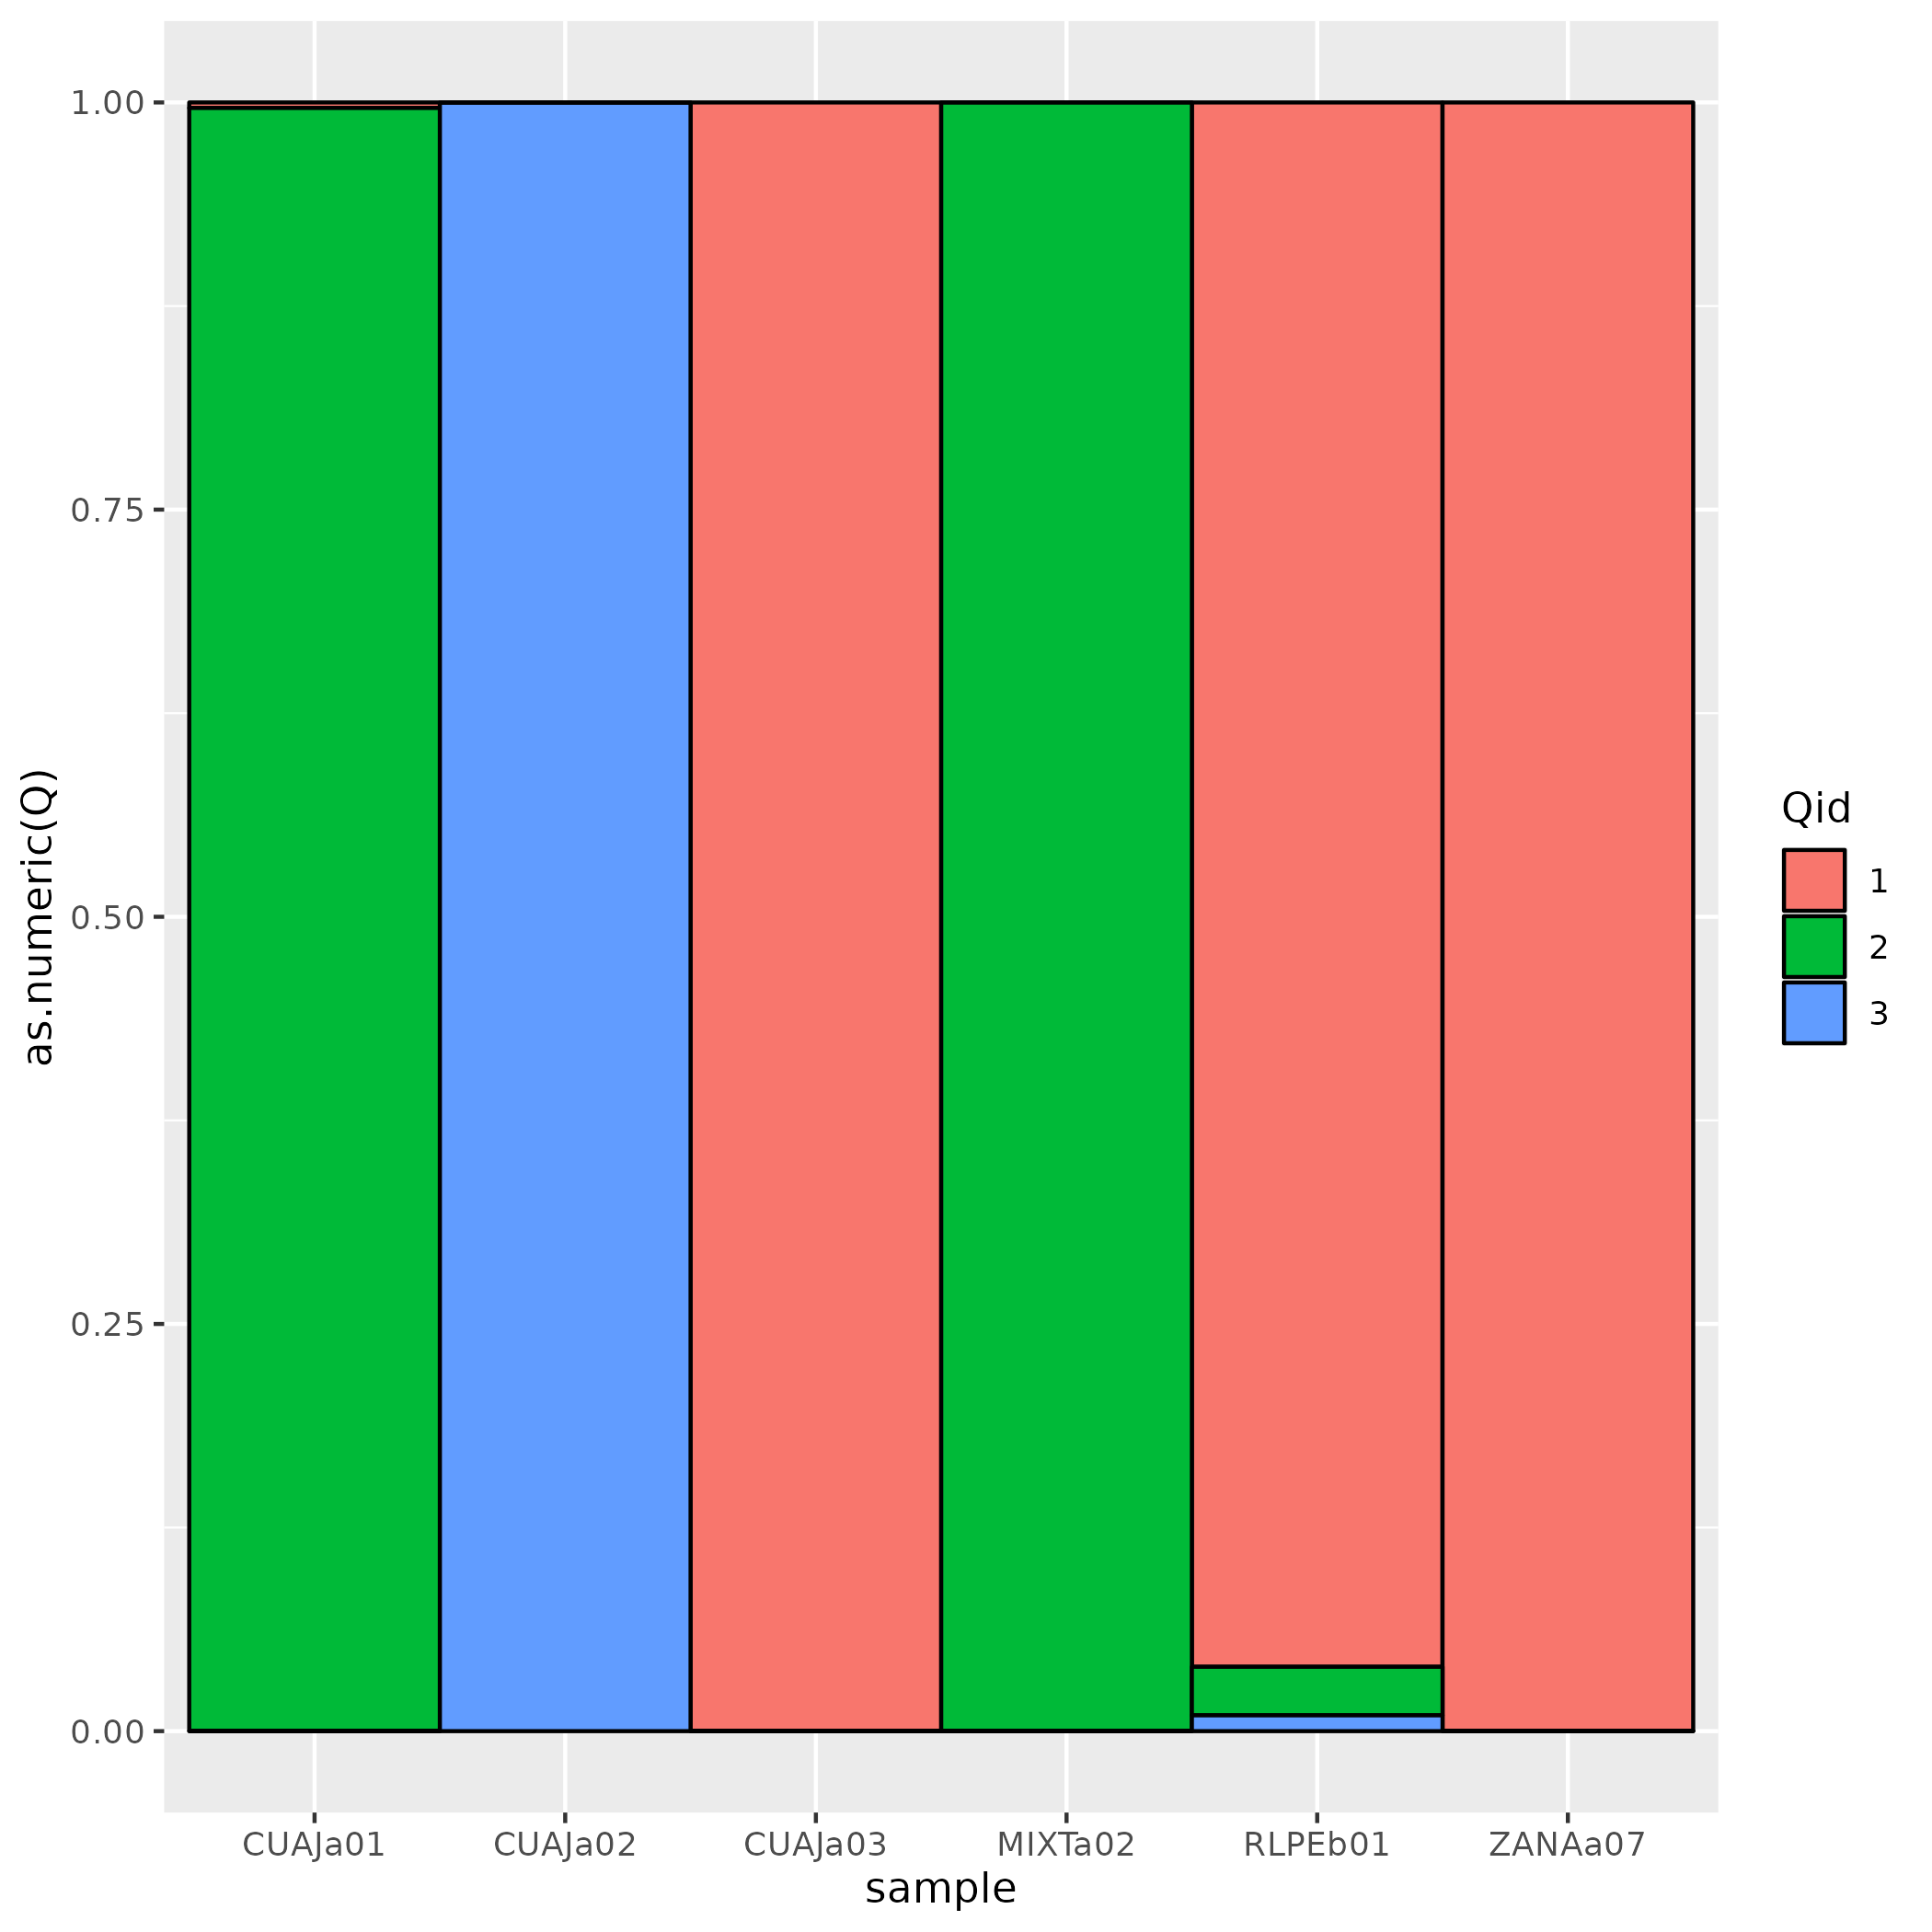 as.numeric(Q)
1.00
0.75
0.50
0.25
0.00
CUAJa01 CUAJa02 CUAJa03 MIXTa02 RLPEb01 ZANAa07
sample
Qid
1
2
3